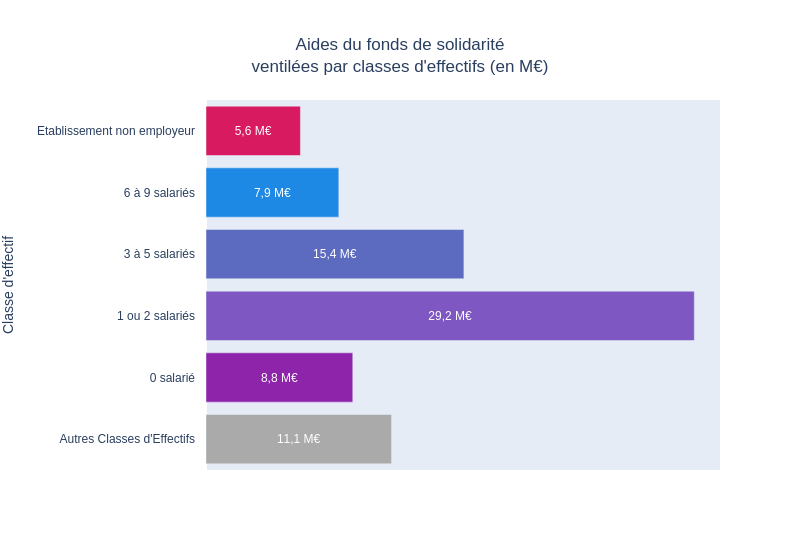 Aides du fonds de solidarité
ventilées par classes d'effectifs (en M€)
Classe d'effectif
Etablissement non employeur
5,6 M€
6 à 9 salariés
7,9 M€
3 à 5 salariés
15,4 M€
1 ou 2 salariés
29,2 M€
0 salarié
8,8 M€
Autres Classes d'Effectifs
11,1 M€